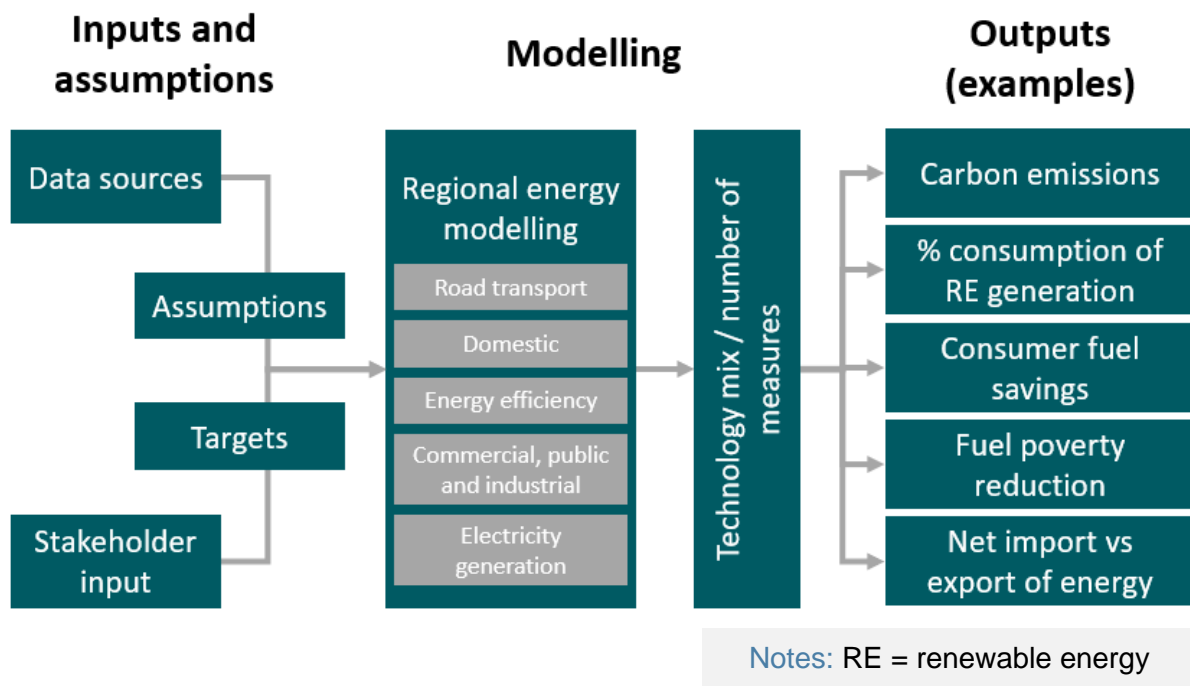 Inputs and
assumptions
Modelling
Outputs
(examples)
Data sources
Assumptions
Targets
Stakeholder
input
Regional energy
modelling
Road transport
Domestic
Energy efficiency
Commercial, public
and industrial
Electricity
generation
Technology mix / number of
measures
Carbon emissions
% consumption of
RE generation
Consumer fuel
savings
Fuel poverty
reduction
Net import vs
export of energy
Notes: RE = renewable energy